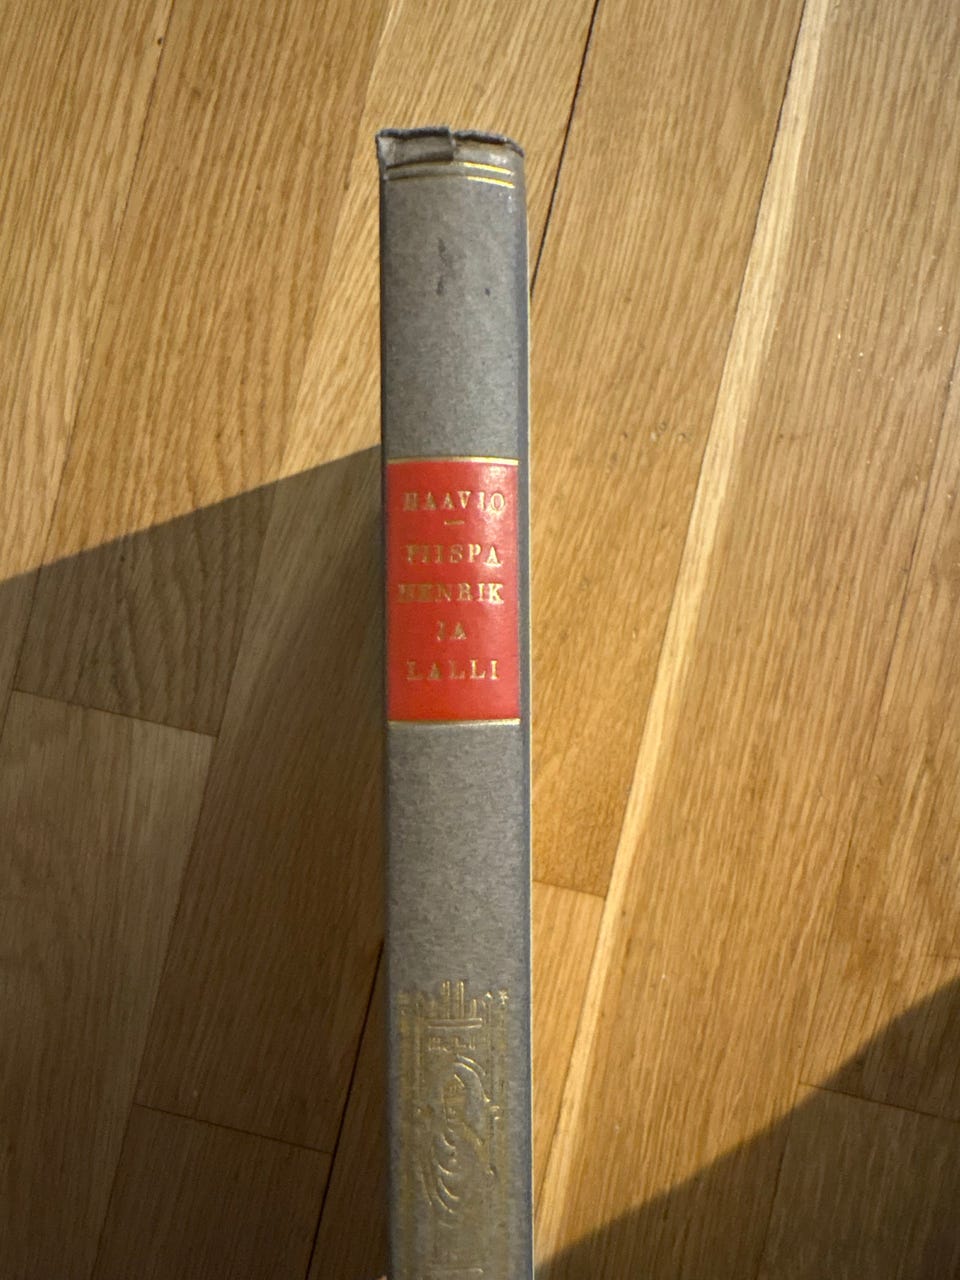 HAAVIO
—
PIISPA
HENRIK
JA
LALLI